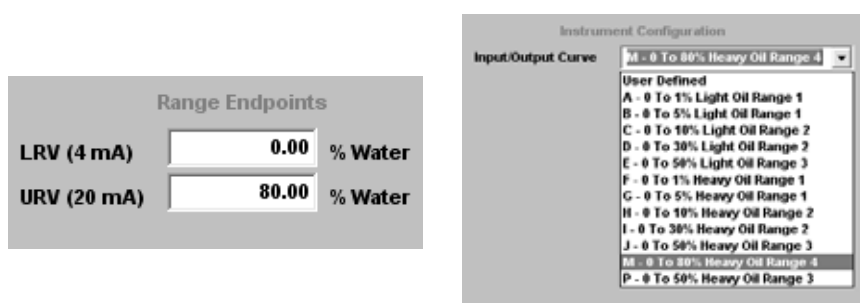 Range Endpoints
LRV (4 mA) 0.00 % Water
URV (20 mA) 80.00 % Water
Instrument Configuration
Input/Output Curve M - 0 To 80% Heavy Oil Range 4
User Defined
A - 0 To 1% Light Oil Range 1
B - 0 To 5% Light Oil Range 1
C - 0 To 10% Light Oil Range 2
D - 0 To 30% Light Oil Range 2
E - 0 To 50% Light Oil Range 3
F - 0 To 1% Heavy Oil Range 1
G - 0 To 5% Heavy Oil Range 1
H - 0 To 10% Heavy Oil Range 2
I - 0 To 30% Heavy Oil Range 2
J - 0 To 50% Heavy Oil Range 3
M - 0 To 80% Heavy Oil Range 4
P - 0 To 50% Heavy Oil Range 3